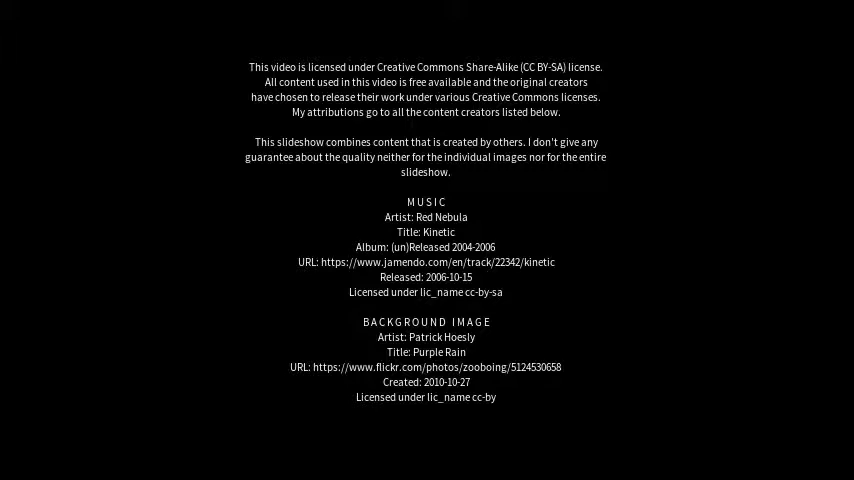 This video is licensed under Creative Commons Share-Alike (CC BY-SA) license.
All content used in this video is free available and the original creators
have chosen to release their work under various Creative Commons licenses.
My attributions go to all the content creators listed below.
This slideshow combines content that is created by others. I don't give any
guarantee about the quality neither for the individual images nor for the entire
slideshow.
M U S I C
Artist: Red Nebula
Title: Kinetic
Album: (un)Released 2004-2006
URL: https://www.jamendo.com/en/track/22342/kinetic
Released: 2006-10-15
Licensed under lic_name cc-by-sa
B A C K G R O U N D   I M A G E
Artist: Patrick Hoesly
Title: Purple Rain
URL: https://www.flickr.com/photos/zooboing/5124530658
Created: 2010-10-27
Licensed under lic_name cc-by